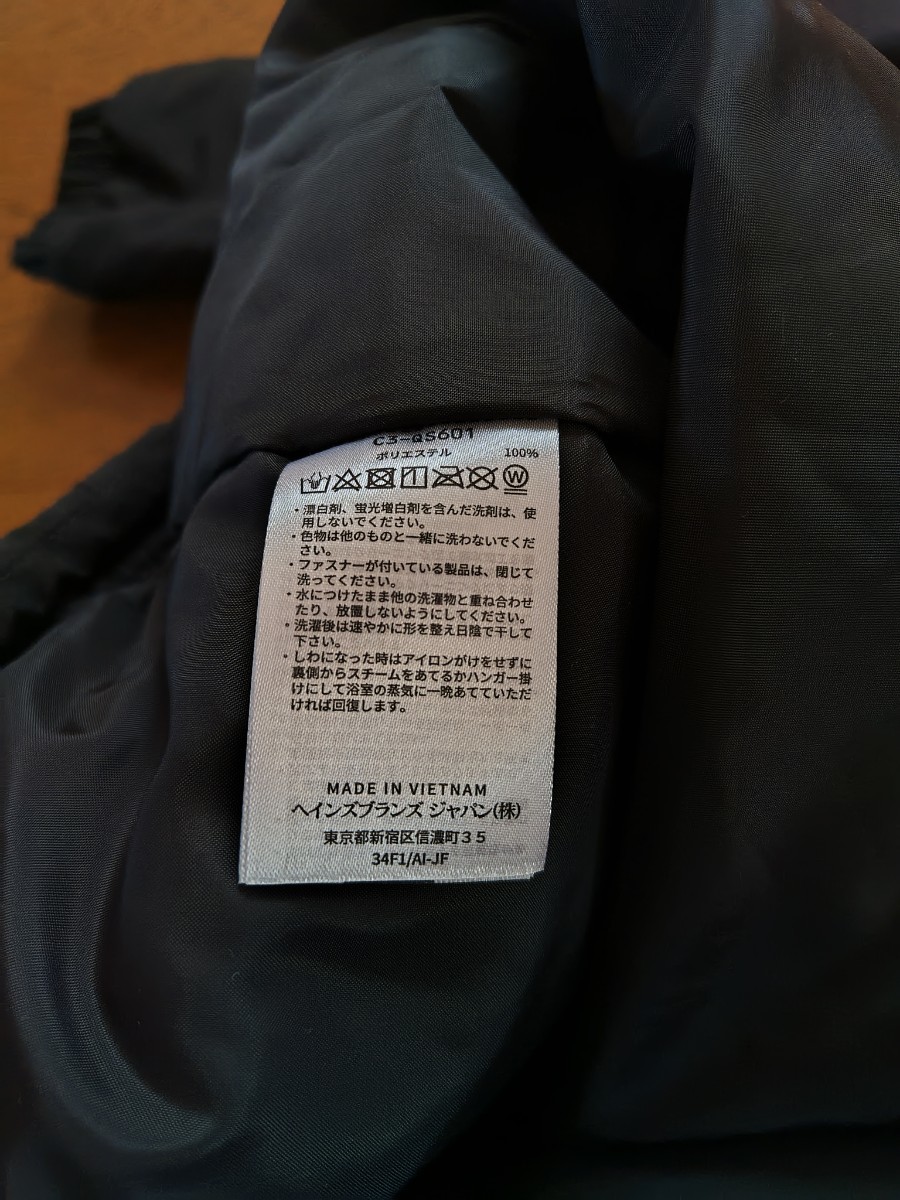 C3-QS601
ポリエステル 100%
・漂白剤、蛍光増白剤を含んだ洗剤は、使
用しないでください。
・色物は他のものと一緒に洗わないでくだ
さい。
・ファスナーが付いている製品は、閉じて
洗ってください。
・水につけたまま他の洗濯物と重ね合わせ
たり、放置しないようにしてください。
・洗濯後は速やかに形を整え日陰で干して
下さい。
・しわになった時はアイロンがけをせずに
裏側からスチームをあてるかハンガー掛
けにして浴室の蒸気に一晩あてていただ
ければ回復します。
MADE IN VIETNAM
ヘインズブランズ ジャパン(株)
東京都新宿区信濃町35
34F1/AI-JF